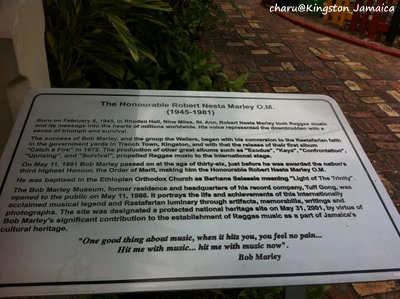 charu@Kingston Jamaica
The Honourable Robert Nesta Marley O.M.
(1945-1981)
Born on February 6, 1945, in Rhoden Hall, Nine Miles, St. Ann, Robert Nesta Marley took Reggae music
and its message into the hearts of millions worldwide. His voice represented the downtrodden with a
sense of triumph and survival.
The success of Bob Marley, and the group the Wailers, began with his conversion to the Rastafarian faith
in the government yards in Trench Town, Kingston, and with that the release of their first album
"Catch a Fire" in 1972. The production of other great albums such as "Exodus", "Kaya", "Confrontation",
"Uprising", and "Survival", propelled Reggae music to the international stage.
On May 11, 1981 Bob Marley passed on at the age of thirty-six, just before he was awarded the nation's
third highest Honour, the Order of Merit, making him the Honourable Robert Nesta Marley O.M.
He was baptised in the Ethiopian Orthodox Church as Berhane Selassie meaning "Light of The Trinity".
The Bob Marley Museum, former residence and headquarters of his record company, Tuff Gong, was
opened to the public on May 11, 1986. It portrays the life and achievements of this internationally
acclaimed musical legend and Rastafarian luminary through artifacts, memorabilia, writings and
photographs. The site was designated a protected national heritage site on May 31, 2001, by virtue of
Bob Marley's significant contribution to the establishment of Reggae music as a part of Jamaica's
cultural heritage.
"One good thing about music, when it hits you, you feel no pain...
Hit me with music... hit me with music now".
Bob Marley